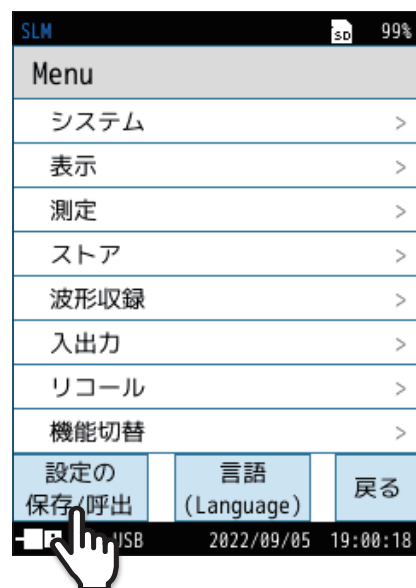 SLM SD 99%
Menu
システム >
表示 >
測定 >
ストア >
波形収録 >
入出力 >
リコール >
機能切替 >
設定の
保存/呼出
言語
(Language)
戻る
USB 2022/09/05 19:00:18